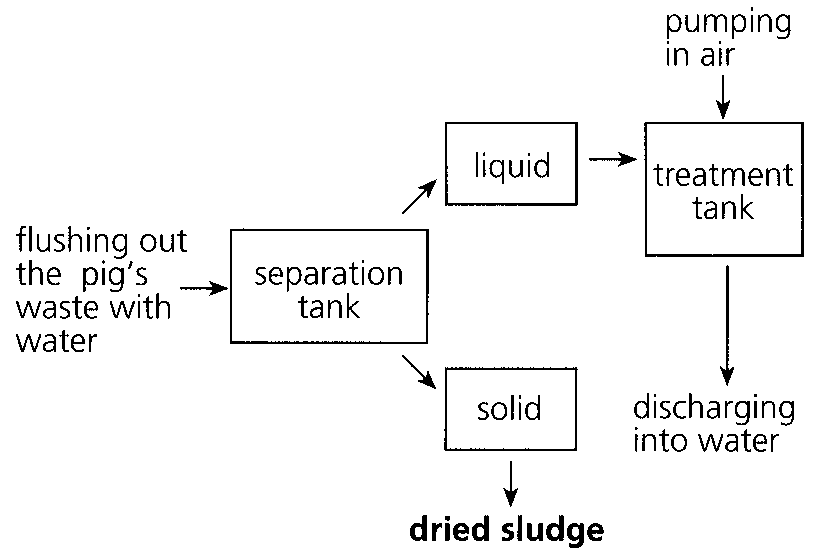 pumping
in air
liquid
treatment
tank
flushing out
the pig's
waste with
water
separation
tank
solid
discharging
into water
dried sludge